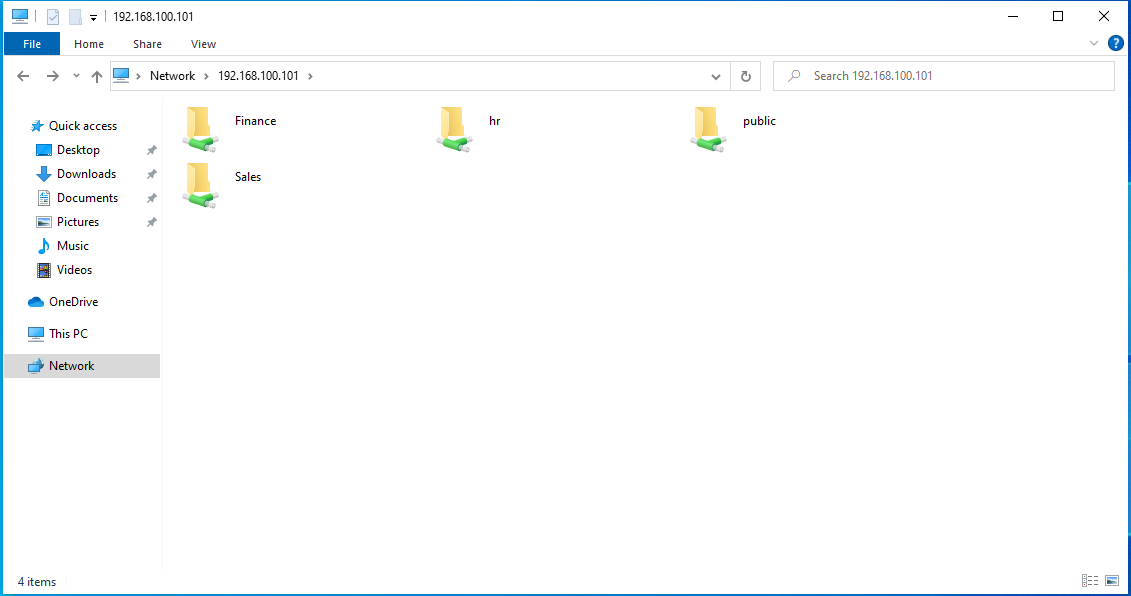 192.168.100.101
File Home Share View
?
Network 192.168.100.101
Search 192.168.100.101
Quick access
Desktop
Downloads
Documents
Pictures
Music
Videos
OneDrive
This PC
Network
Finance hr public
Sales
4 items